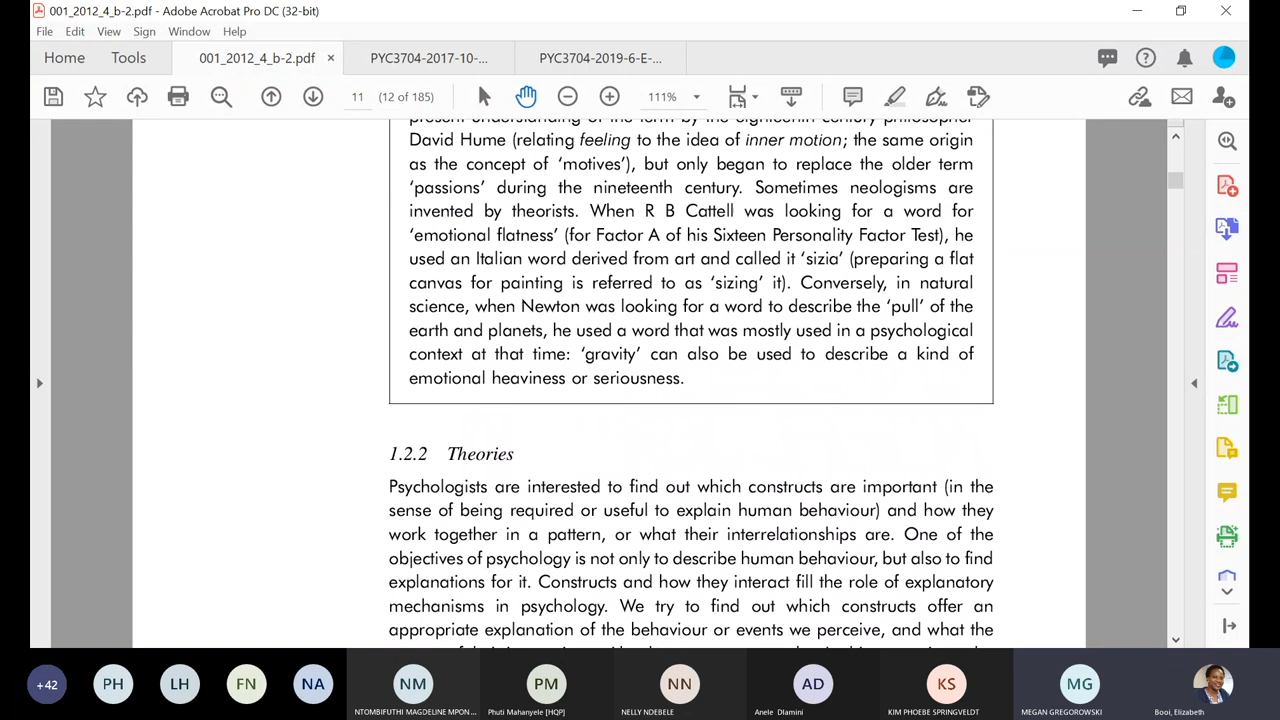 001_2012_4_b-2.pdf - Adobe Acrobat Pro DC (32-bit)
File Edit View Sign Window Help
Home Tools 001_2012_4_b-2.pdf × PYC3704-2017-10-... PYC3704-2019-6-E-...
11 (12 of 185) 111%
present understanding of the term by the eighteenth century philosopher
David Hume (relating feeling to the idea of inner motion; the same origin
as the concept of ‘motives’), but only began to replace the older term
‘passions’ during the nineteenth century. Sometimes neologisms are
invented by theorists. When R B Cattell was looking for a word for
‘emotional flatness’ (for Factor A of his Sixteen Personality Factor Test), he
used an Italian word derived from art and called it ‘sizia’ (preparing a flat
canvas for painting is referred to as ‘sizing’ it). Conversely, in natural
science, when Newton was looking for a word to describe the ‘pull’ of the
earth and planets, he used a word that was mostly used in a psychological
context at that time: ‘gravity’ can also be used to describe a kind of
emotional heaviness or seriousness.
1.2.2 Theories
Psychologists are interested to find out which constructs are important (in the
sense of being required or useful to explain human behaviour) and how they
work together in a pattern, or what their interrelationships are. One of the
objectives of psychology is not only to describe human behaviour, but also to find
explanations for it. Constructs and how they interact fill the role of explanatory
mechanisms in psychology. We try to find out which constructs offer an
appropriate explanation of the behaviour or events we perceive, and what the
+42 PH LH FN NA NM PM NN AD KS MG
NTOMBIFUTHI MAGDELINE MPON ... Phuti Mahanyele [HQP] NELLY NDEBELE Anele Dlamini KIM PHOEBE SPRINGVELDT MEGAN GREGOROWSKI Booi, Elizabeth